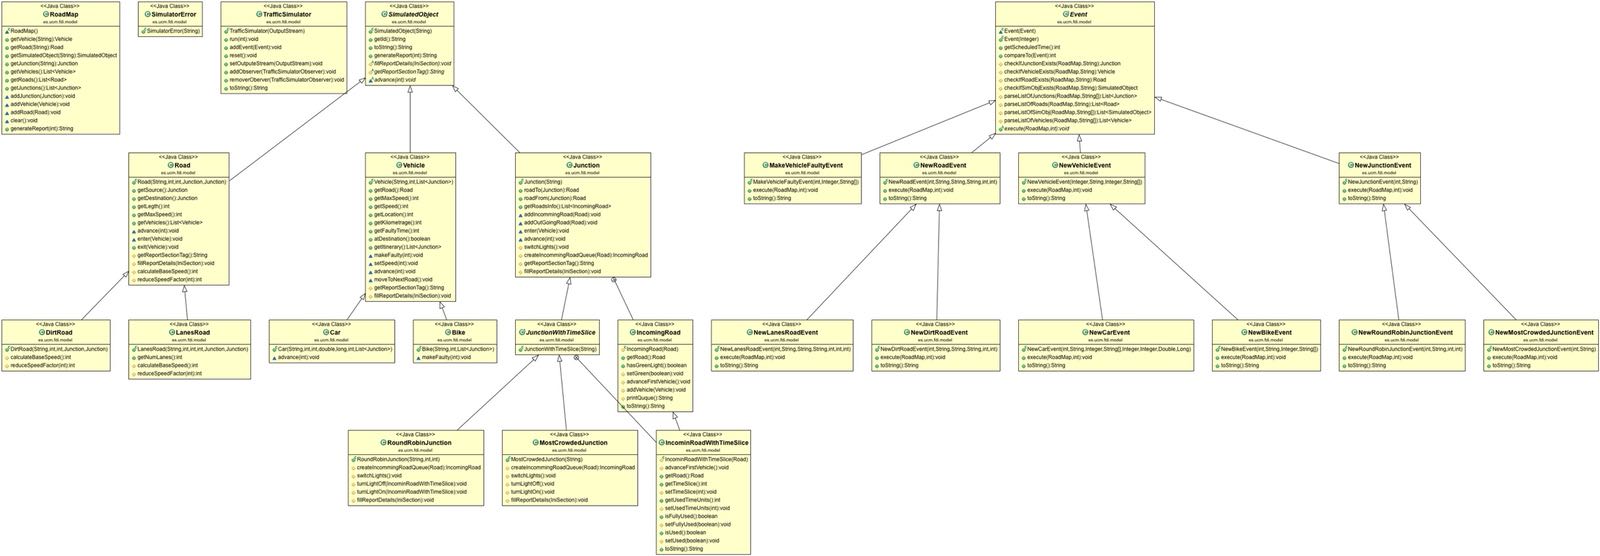 <<Java Class>>
RoadMap
es.ucm.fdi.model
RoadMap()
getVehicle(String):Vehicle
getRoad(String):Road
getSimulatedObject(String):SimulatedObject
getJunction(String):Junction
getVehicles():List<Vehicle>
getRoads():List<Road>
getJunctions():List<Junction>
addJunction(Junction):void
addVehicle(Vehicle):void
addRoad(Road):void
clear():void
generateReport(int):String
<<Java Class>>
SimulatorError
es.ucm.fdi.model
SimulatorError(String)
<<Java Class>>
TrafficSimulator
es.ucm.fdi.model
TrafficSimulator(OutputStream)
run(int):void
addEvent(Event):void
reset():void
setOutputeStream(OutputStream):void
addObserver(TrafficSimulatorObserver):void
removerOberver(TrafficSimulatorObserver):void
toString():String
<<Java Class>>
SimulatedObject
es.ucm.fdi.model
SimulatedObject(String)
getId():String
toString():String
generateReport(int):String
fillReportDetails(IniSection):void
getReportSectionTag():String
advance(int):void
<<Java Class>>
Event
es.ucm.fdi.model
Event(Event)
Event(Integer)
getScheduledTime():int
compareTo(Event):int
checkIfJunctionExists(RoadMap,String):Junction
checkIfVehicleExists(RoadMap,String):Vehicle
checkIfRoadExists(RoadMap,String):Road
checkIfSimObjExists(RoadMap,String):SimulatedObject
parseListOfJunctions(RoadMap,String[]):List<Junction>
parseListOfRoads(RoadMap,String):List<Road>
parseListOfSimObj(RoadMap,String[]):List<SimulatedObject>
parseListOfVehicles(RoadMap,String[]):List<Vehicle>
execute(RoadMap,int):void
<<Java Class>>
Road
es.ucm.fdi.model
Road(String,int,int,Junction,Junction)
getSource():Junction
getDestination():Junction
getLegth():int
getMaxSpeed():int
getVehicles():List<Vehicle>
advance(int):void
enter(Vehicle):void
exit(Vehicle):void
getReportSectionTag():String
fillReportDetails(IniSection):void
calculateBaseSpeed():int
reduceSpeedFactor(int):int
<<Java Class>>
Vehicle
es.ucm.fdi.model
Vehicle(String,int,List<Junction>)
getRoad():Road
getMaxSpeed():int
getSpeed():int
getLocation():int
getKilometrage():int
getFaultyTime():int
atDestination():boolean
getItinerary():List<Junction>
makeFaulty(int):void
setSpeed(int):void
advance(int):void
moveToNextRoad():void
getReportSectionTag():String
fillReportDetails(IniSection):void
<<Java Class>>
Junction
es.ucm.fdi.model
Junction(String)
roadTo(Junction):Road
roadFrom(Junction):Road
getRoadsInfo():List<IncomingRoad>
addIncommingRoad(Road):void
addOutGoingRoad(Road):void
enter(Vehicle):void
advance(int):void
switchLights():void
createIncommingRoadQueue(Road):IncomingRoad
getReportSectionTag():String
fillReportDetails(IniSection):void
<<Java Class>>
MakeVehicleFaultyEvent
es.ucm.fdi.model
MakeVehicleFaultyEvent(int,Integer,String[])
execute(RoadMap,int):void
toString():String
<<Java Class>>
NewRoadEvent
es.ucm.fdi.model
NewRoadEvent(int,String,String,String,int,int)
execute(RoadMap,int):void
toString():String
<<Java Class>>
NewVehicleEvent
es.ucm.fdi.model
NewVehicleEvent(Integer,String,Integer,String[])
execute(RoadMap,int):void
toString():String
<<Java Class>>
NewJunctionEvent
es.ucm.fdi.model
NewJunctionEvent(int,String)
execute(RoadMap,int):void
toString():String
<<Java Class>>
DirtRoad
es.ucm.fdi.model
DirtRoad(String,int,int,Junction,Junction)
calculateBaseSpeed():int
reduceSpeedFactor(int):int
<<Java Class>>
LanesRoad
es.ucm.fdi.model
LanesRoad(String,int,int,int,Junction,Junction)
getNumLanes():int
calculateBaseSpeed():int
reduceSpeedFactor(int):int
<<Java Class>>
Car
es.ucm.fdi.model
Car(String,int,int,double,long,int,List<Junction>)
advance(int):void
<<Java Class>>
Bike
es.ucm.fdi.model
Bike(String,int,List<Junction>)
makeFaulty(int):void
<<Java Class>>
JunctionWithTimeSlice
es.ucm.fdi.model
JunctionWithTimeSlice(String)
<<Java Class>>
IncomingRoad
es.ucm.fdi.model
IncomingRoad(Road)
getRoad():Road
hasGreenLight():boolean
setGreen(boolean):void
advanceFirstVehicle():void
addVehicle(Vehicle):void
printQuque():String
toString():String
<<Java Class>>
NewLanesRoadEvent
es.ucm.fdi.model
NewLanesRoadEvent(int,String,String,String,int,int,int)
execute(RoadMap,int):void
toString():String
<<Java Class>>
NewDirtRoadEvent
es.ucm.fdi.model
NewDirtRoadEvent(int,String,String,String,int,int)
execute(RoadMap,int):void
toString():String
<<Java Class>>
NewCarEvent
es.ucm.fdi.model
NewCarEvent(int,String,Integer,String[],Integer,Integer,Double,Long)
execute(RoadMap,int):void
toString():String
<<Java Class>>
NewBikeEvent
es.ucm.fdi.model
NewBikeEvent(int,String,Integer,String[])
execute(RoadMap,int):void
toString():String
<<Java Class>>
NewRoundRobinJunctionEvent
es.ucm.fdi.model
NewRoundRobinJunctionEvent(int,String,int,int)
execute(RoadMap,int):void
toString():String
<<Java Class>>
NewMostCrowdedJunctionEvent
es.ucm.fdi.model
NewMostCrowdedJunctionEvent(int,String)
execute(RoadMap,int):void
toString():String
<<Java Class>>
RoundRobinJunction
es.ucm.fdi.model
RoundRobinJunction(String,int,int)
createIncommingRoadQueue(Road):IncomingRoad
switchLights():void
turnLightOff(IncominRoadWithTimeSlice):void
turnLightOn(IncominRoadWithTimeSlice):void
fillReportDetails(IniSection):void
<<Java Class>>
MostCrowdedJunction
es.ucm.fdi.model
MostCrowdedJunction(String)
createIncommingRoadQueue(Road):IncomingRoad
switchLights():void
turnLightOff():void
turnLightOn():void
fillReportDetails(IniSection):void
<<Java Class>>
IncominRoadWithTimeSlice
es.ucm.fdi.model
IncominRoadWithTimeSlice(Road)
advanceFirstVehicle():void
getRoad():Road
getTimeSlice():int
setTimeSlice(int):void
getUsedTimeUnits():int
setUsedTimeUnits(int):void
isFullyUsed():boolean
setFullyUsed(boolean):void
isUsed():boolean
setUsed(boolean):void
toString():String